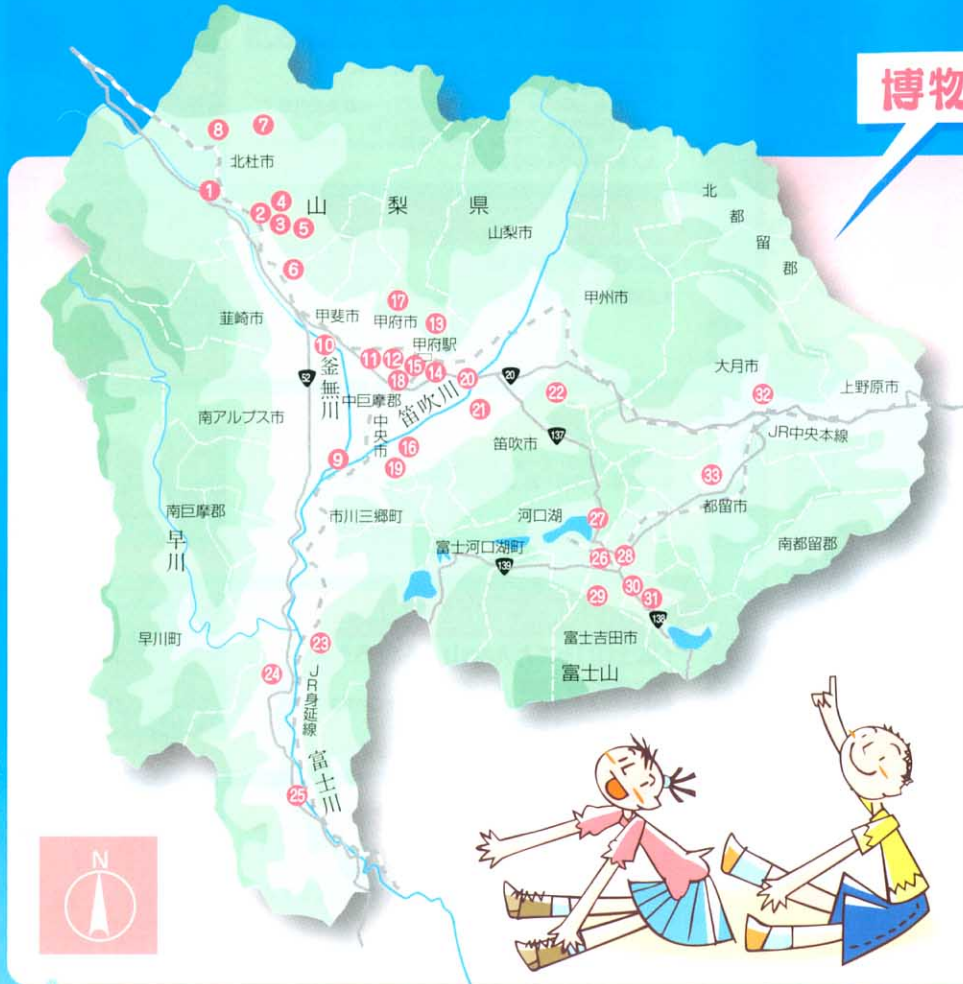 博物
8
7
北杜市
1
4
2
3
5
山梨県
北都留郡
山梨市
6
17
甲州市
韮崎市
甲斐市
甲府市
13
甲府駅
10
11
12
15
14
20
20
18
釜無川
52
中巨摩郡
笛吹川
22
大月市
32
上野原市
21
JR中央本線
南アルプス市
中央市
笛吹市
137
16
9
19
33
都留市
南巨摩郡
早川
市川三郷町
河口湖
27
南都留郡
富士河口湖町
26
28
139
30
29
31
138
早川町
富士吉田市
23
富士山
24
JR身延線
富士川
25
N